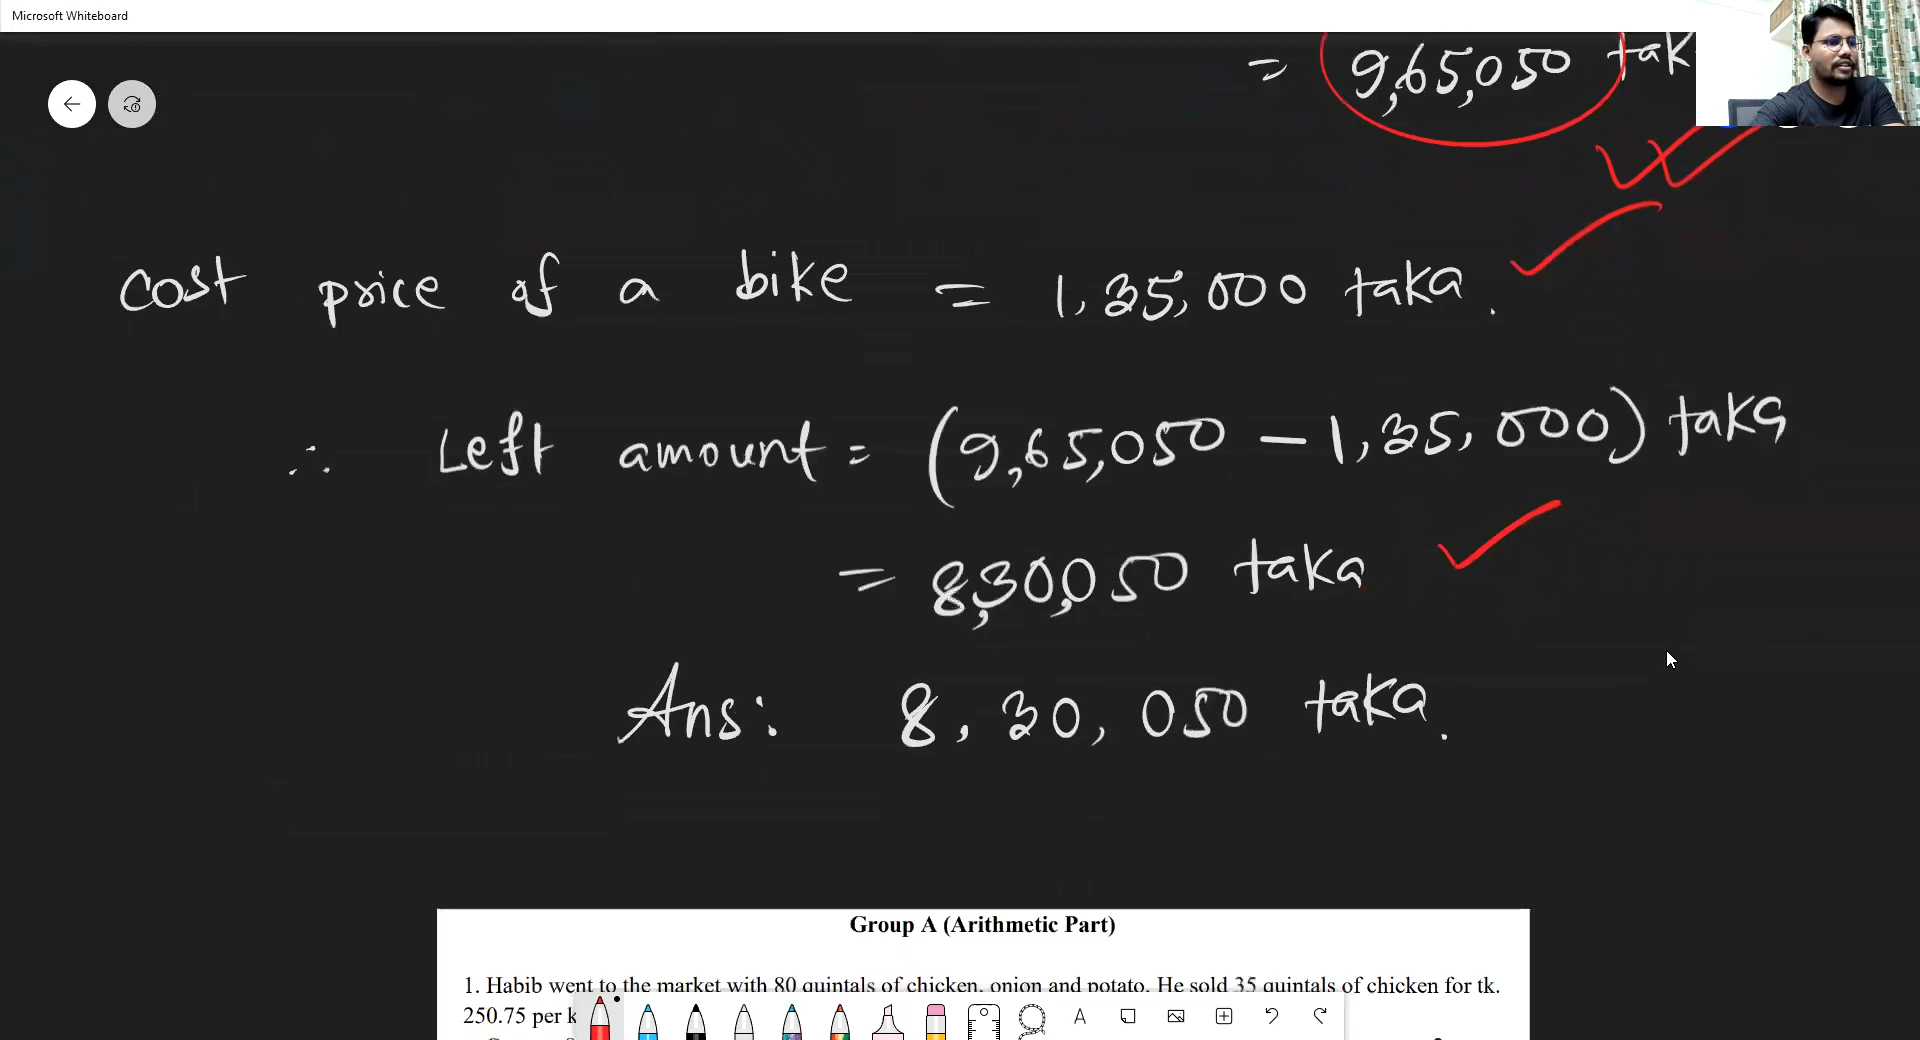 Microsoft Whiteboard
= 9,65,050 tak
Cost price of a bike = 1,35,000 taka.
∴ Left amount = (9,65,050 − 1,35,000) taka
= 8,30,050 taka
Ans: 8,30,050 taka.
Group A (Arithmetic Part)
1. Habib went to the market with 80 quintals of chicken, onion and potato. He sold 35 quintals of chicken for tk.
250.75 per k